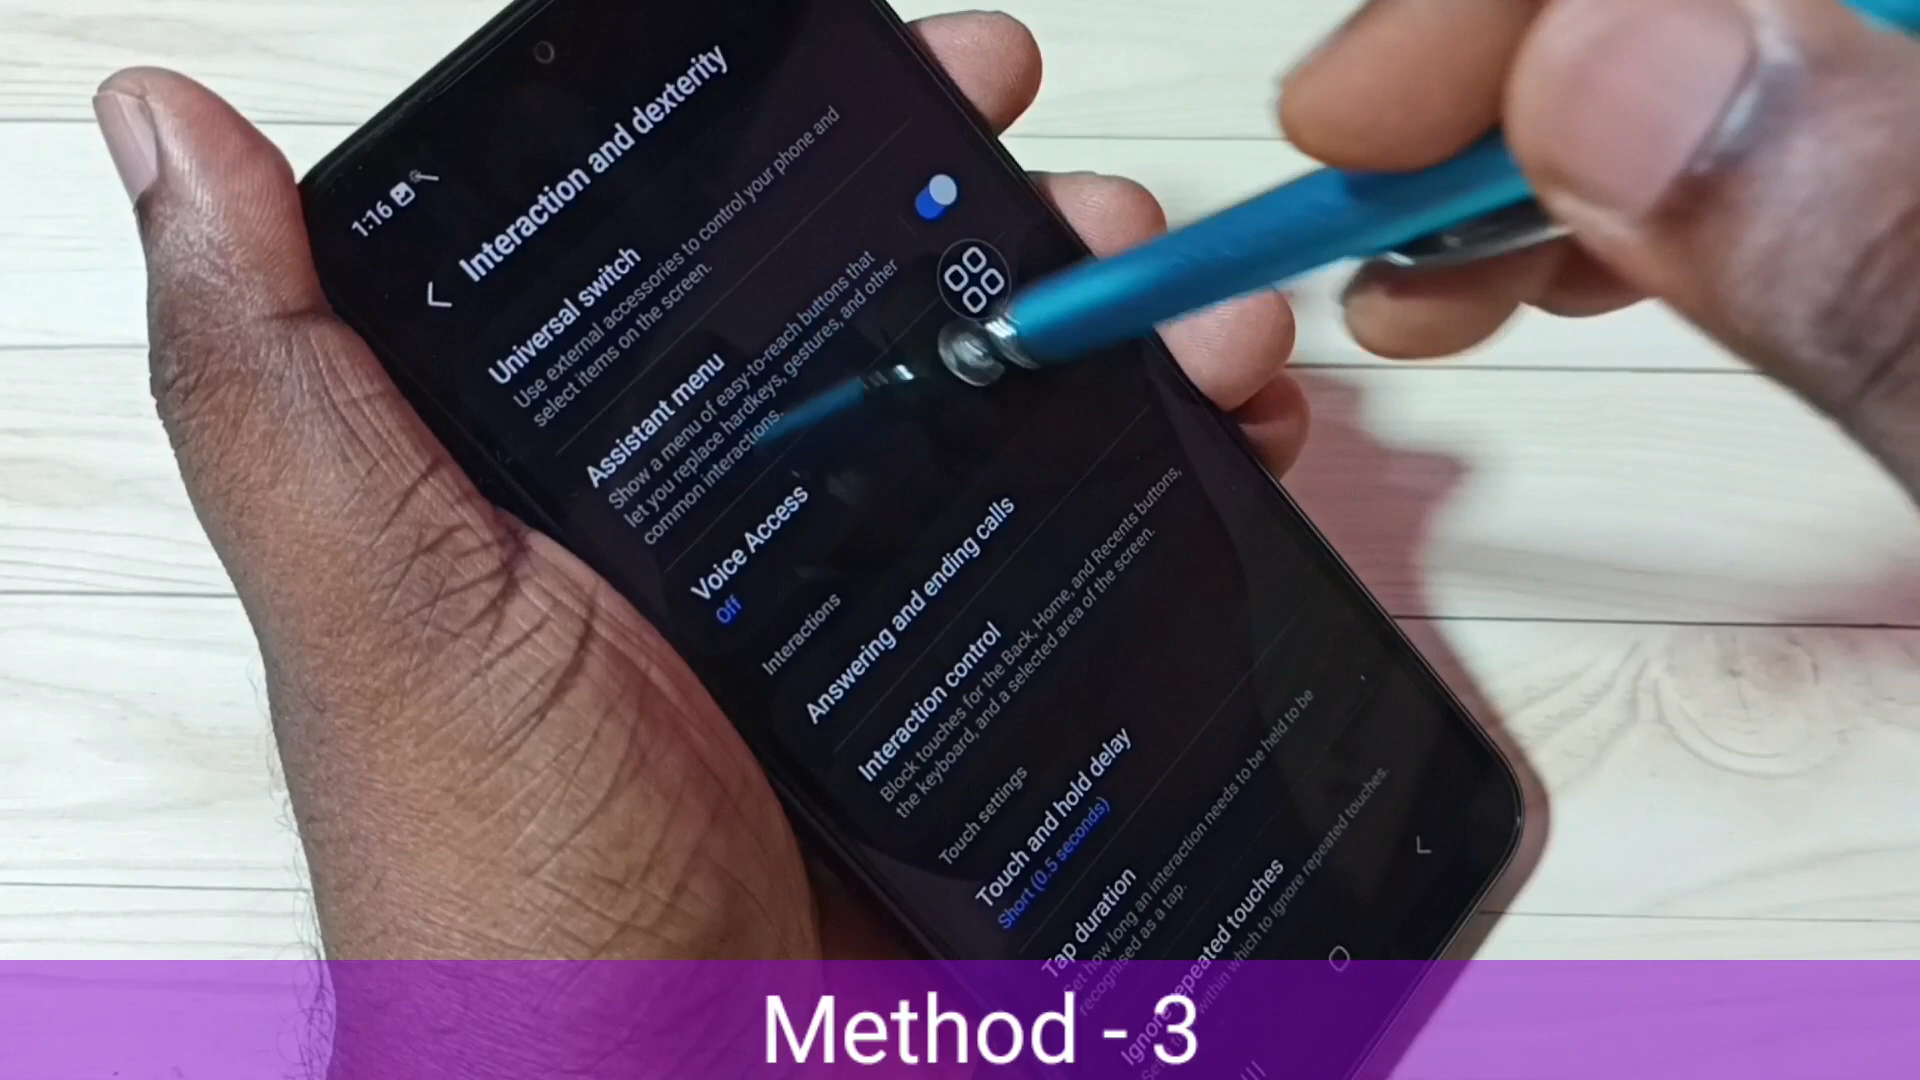 1:16
Interaction and dexterity
Universal switch
Use external accessories to control your phone and
select items on the screen.
Assistant menu
Show a menu of easy-to-reach buttons that
let you replace hardkeys, gestures, and other
common interactions.
Voice Access
Off
Interactions
Answering and ending calls
Interaction control
Block touches for the Back, Home, and Recents buttons,
the keyboard, and a selected area of the screen.
Touch settings
Touch and hold delay
Short (0.5 seconds)
Tap duration
Set how long an interaction needs to be held to be
recognised as a tap.
Ignore repeated touches
within which to ignore repeated touches.
Method - 3